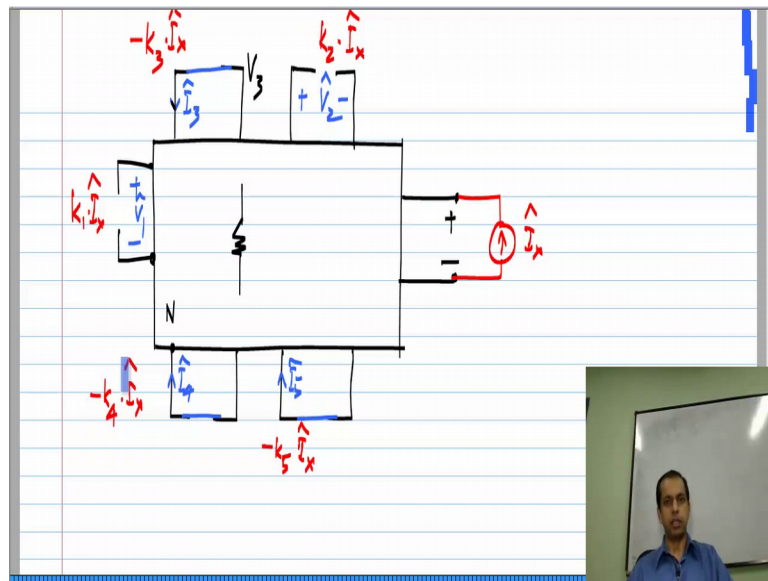 -k₃·Îₓ
k₂·Îₓ
V₃
Î₃
+ V̂₂ -
k₁·Îₓ
+
V̂₁
-
+
-
Îₓ
N
-k₄·Îₓ
Î₄
Î₅
-k₅ Îₓ